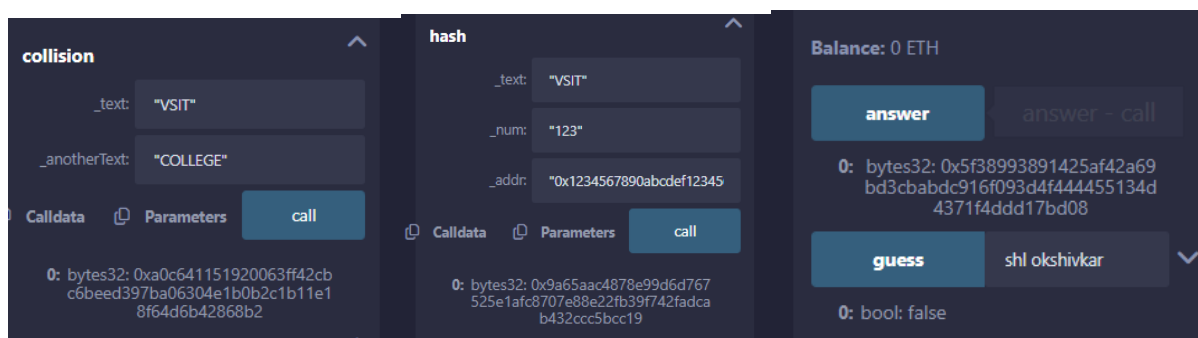 collision
_text:
"VSIT"
_anotherText:
"COLLEGE"
Calldata
Parameters
call
0: bytes32: 0xa0c641151920063ff42cb
c6beed397ba06304e1b0b2c1b11e1
8f64d6b42868b2
hash
_text:
"VSIT"
_num:
"123"
_addr:
"0x1234567890abcdef12345
Calldata
Parameters
call
0: bytes32: 0x9a65aac4878e99d6d767
525e1afc8707e88e22fb39f742fadca
b432ccc5bcc19
Balance: 0 ETH
answer
answer - call
0: bytes32: 0x5f38993891425af42a69
bd3cbabdc916f093d4f444455134d
4371f4ddd17bd08
guess
shl okshivkar
0: bool: false